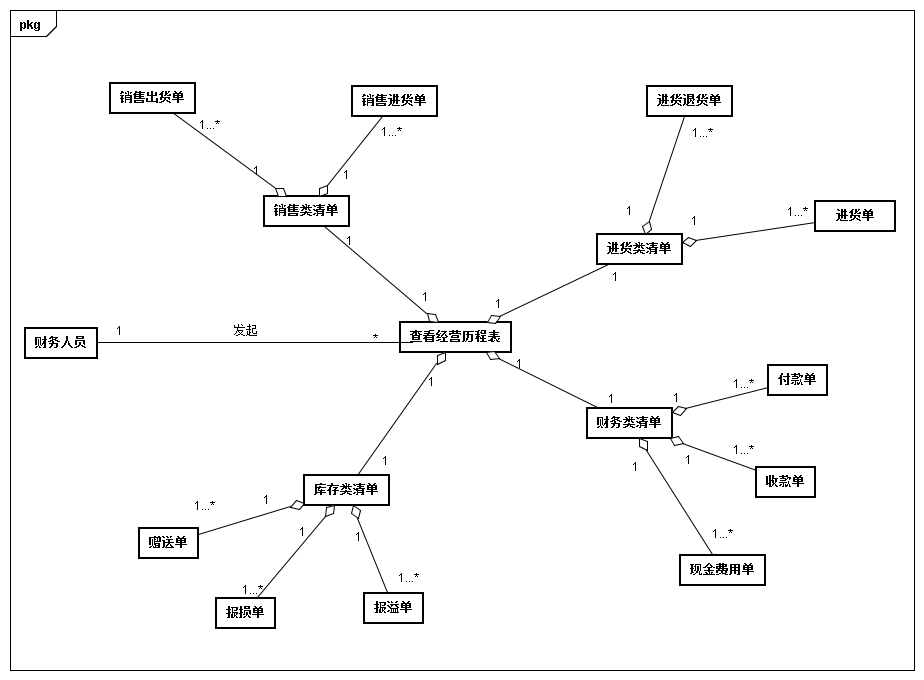 pkg
销售出货单
销售进货单
进货退货单
1...*
1...*
1...*
1
1
销售类清单
1
1
1...*
进货单
进货类清单
1
1
1
1
查看经营历程表
财务人员
1
发起
*
1
1
1
1
1...*
付款单
财务类清单
1
1
1...*
收款单
1
库存类清单
1...*
1
1
1
1...*
赠送单
现金费用单
1...*
1...*
报损单
报溢单